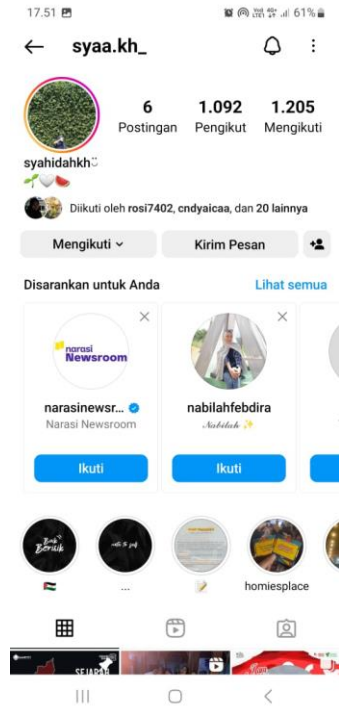 17.51
61%
syaa.kh_
6 1.092 1.205
Postingan Pengikut Mengikuti
syahidahkh
Diikuti oleh rosi7402, cndyaicaa, dan 20 lainnya
Mengikuti Kirim Pesan
Disarankan untuk Anda Lihat semua
narasi
Newsroom
narasinewsr... nabilahfebdira
Narasi Newsroom Nabilah
Ikuti Ikuti
... homiesplace
SEJARAH